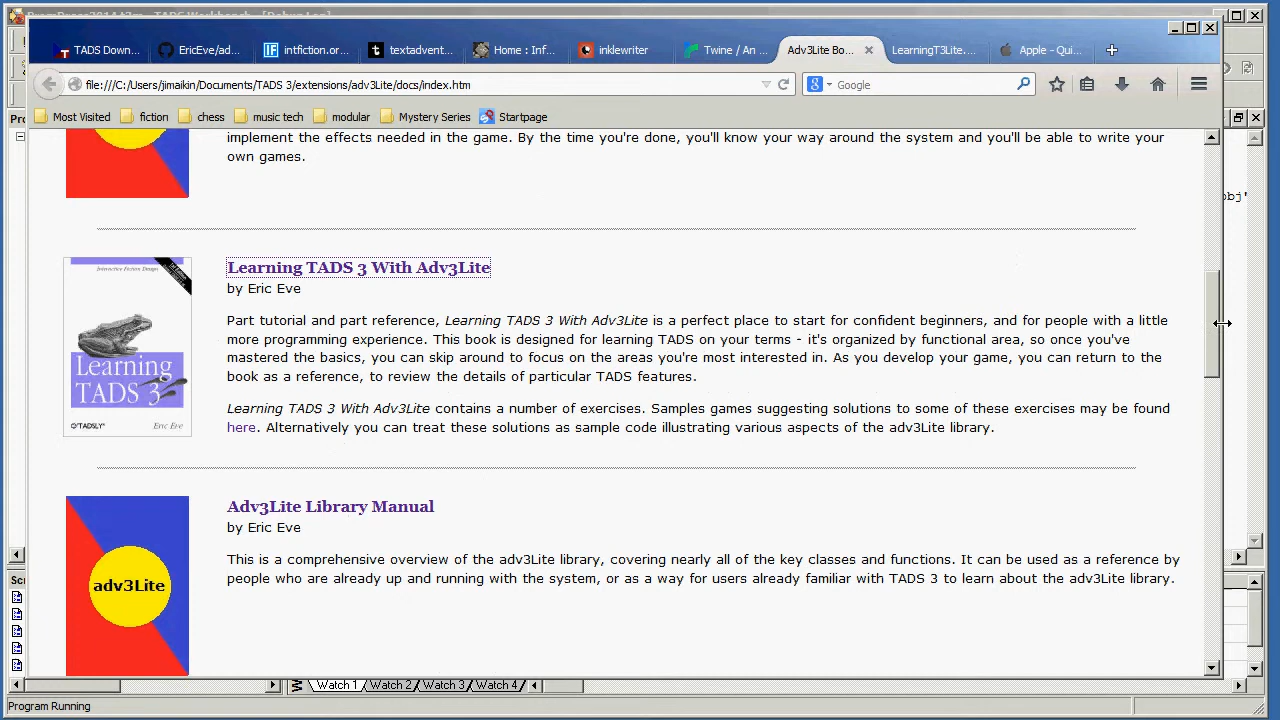 TADS Down...
EricEve/ad...
intfiction.or...
textadvent...
Home : Inf...
inklewriter
Twine / An ...
Adv3Lite Bo...
LearningT3Lite....
Apple - Qui...
file:///C:/Users/jimaikin/Documents/TADS 3/extensions/adv3Lite/docs/index.htm
Google
Most Visited
fiction
chess
music tech
modular
Mystery Series
Startpage
implement the effects needed in the game. By the time you're done, you'll know your way around the system and you'll be able to write your
own games.
Learning TADS 3 With Adv3Lite
by Eric Eve
Part tutorial and part reference, Learning TADS 3 With Adv3Lite is a perfect place to start for confident beginners, and for people with a little
more programming experience. This book is designed for learning TADS on your terms - it's organized by functional area, so once you've
mastered the basics, you can skip around to focus on the areas you're most interested in. As you develop your game, you can return to the
book as a reference, to review the details of particular TADS features.
Learning TADS 3 With Adv3Lite contains a number of exercises. Samples games suggesting solutions to some of these exercises may be found
here. Alternatively you can treat these solutions as sample code illustrating various aspects of the adv3Lite library.
Interactive Fiction Design
Learning
TADS 3
O'TADSLY'
Eric Eve
Adv3Lite Library Manual
by Eric Eve
This is a comprehensive overview of the adv3Lite library, covering nearly all of the key classes and functions. It can be used as a reference by
people who are already up and running with the system, or as a way for users already familiar with TADS 3 to learn about the adv3Lite library.
adv3Lite
obj'
Pro
Scr
Watch 1
Watch 2
Watch 3
Watch 4
Program Running